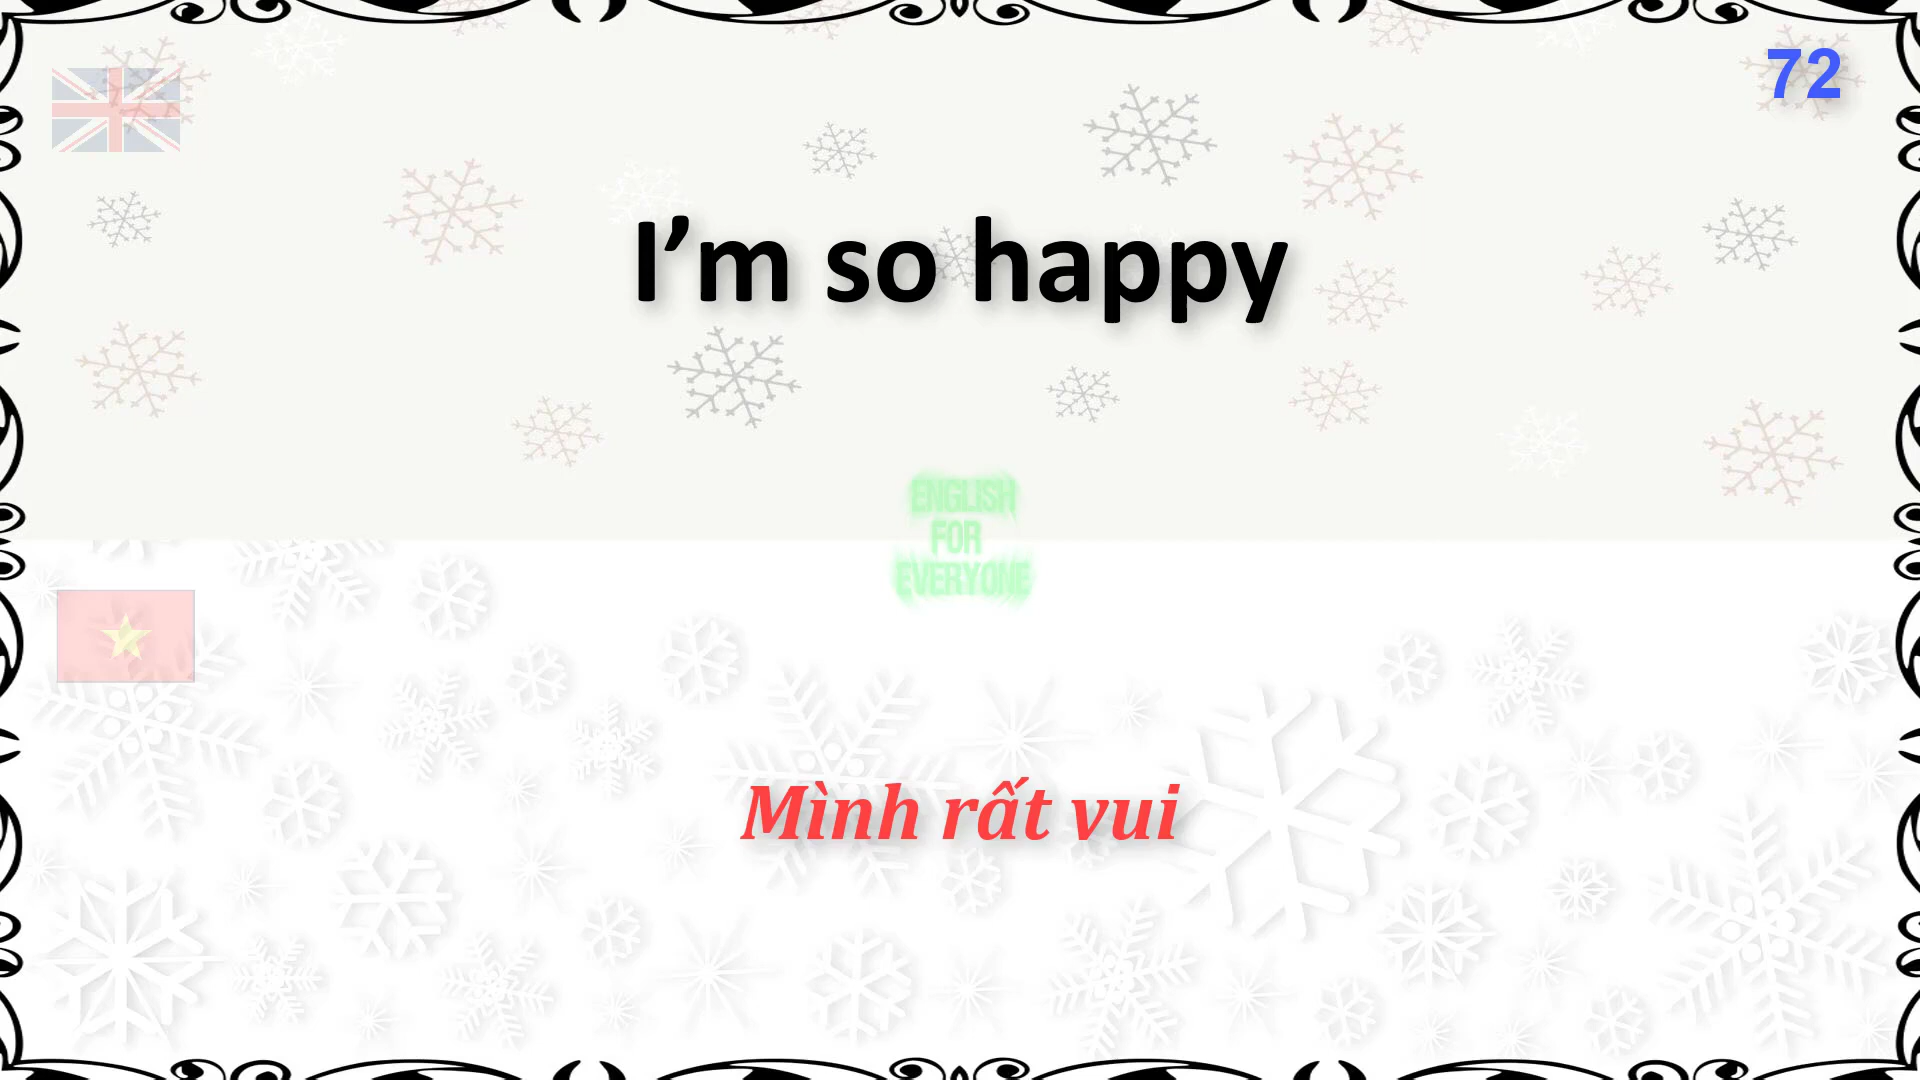 72
I’m so happy
ENGLISH
FOR
EVERYONE
Mình rất vui